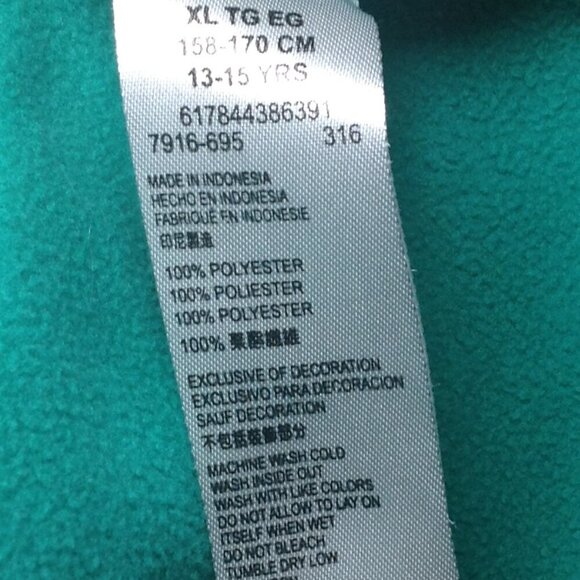 XL TG EG
158-170 CM
13-15 YRS
617844386391
7916-695 316
MADE IN INDONESIA
HECHO EN INDONESIA
FABRIQUÉ EN INDONESIE
印尼製造
100% POLYESTER
100% POLIESTER
100% POLYESTER
100% 聚酯纖維
EXCLUSIVE OF DECORATION
EXCLUSIVO PARA DECORACION
SAUF DECORATION
不包括裝飾部分
MACHINE WASH COLD
WASH INSIDE OUT
WASH WITH LIKE COLORS
DO NOT ALLOW TO LAY ON
ITSELF WHEN WET
DO NOT BLEACH
TUMBLE DRY LOW